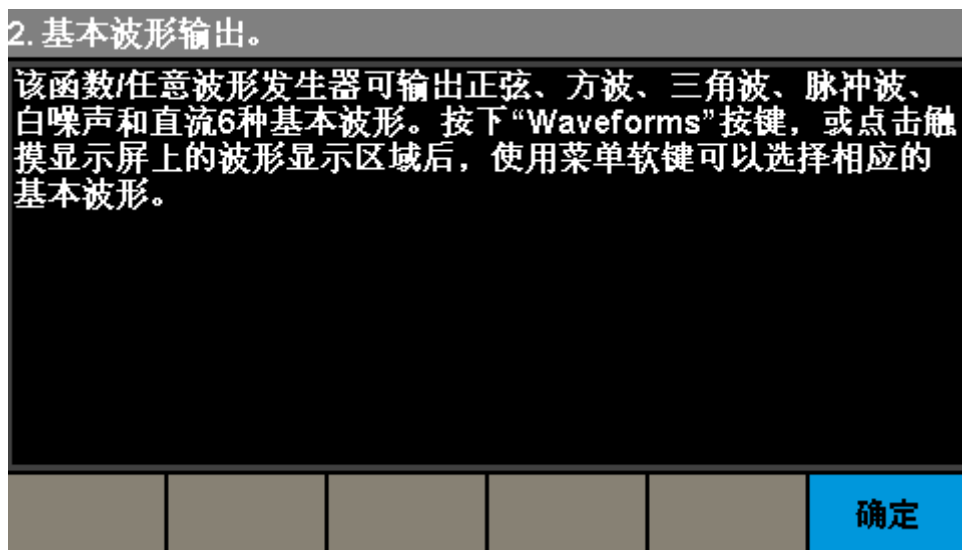 2. 基本波形输出。
该函数/任意波形发生器可输出正弦、方波、三角波、脉冲波、
白噪声和直流6种基本波形。按下“Waveforms”按键，或点击触
摸显示屏上的波形显示区域后，使用菜单软键可以选择相应的
基本波形。
确定